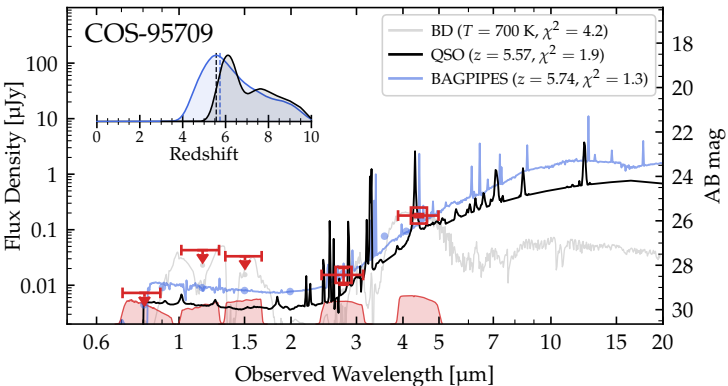 COS-95709
BD (T = 700 K, χ² = 4.2)
QSO (z = 5.57, χ² = 1.9)
BAGPIPES (z = 5.74, χ² = 1.3)
100
10
1
0.1
0.01
Flux Density [μJy]
18
20
22
24
26
28
30
AB mag
0 2 4 6 8 10
Redshift
0.6 1 1.5 2 3 4 5 7 10 15 20
Observed Wavelength [μm]